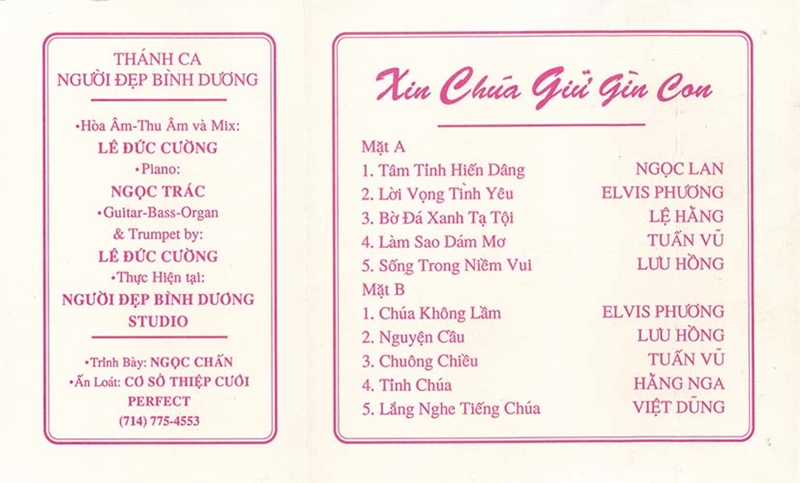 THÁNH CA
NGƯỜI ĐẸP BÌNH DƯƠNG
•Hòa Âm-Thu Âm và Mix:
LÊ ĐỨC CƯỜNG
•Piano:
NGỌC TRÁC
•Guitar-Bass-Organ
& Trumpet by:
LÊ ĐỨC CƯỜNG
•Thực Hiện tại:
NGƯỜI ĐẸP BÌNH DƯƠNG
STUDIO
•Trình Bày: NGỌC CHẤN
•Ấn Loát: CƠ SỞ THIỆP CƯỚI
PERFECT
(714) 775-4553
Xin Chúa Giữ Gìn Con
Mặt A
1. Tâm Tình Hiến Dâng NGỌC LAN
2. Lời Vọng Tình Yêu ELVIS PHƯƠNG
3. Bờ Đá Xanh Tạ Tội LỆ HẰNG
4. Làm Sao Dám Mơ TUẤN VŨ
5. Sống Trong Niềm Vui LƯU HỒNG
Mặt B
1. Chúa Không Lầm ELVIS PHƯƠNG
2. Nguyện Cầu LƯU HỒNG
3. Chuông Chiều TUẤN VŨ
4. Tình Chúa HẰNG NGA
5. Lắng Nghe Tiếng Chúa VIỆT DŨNG